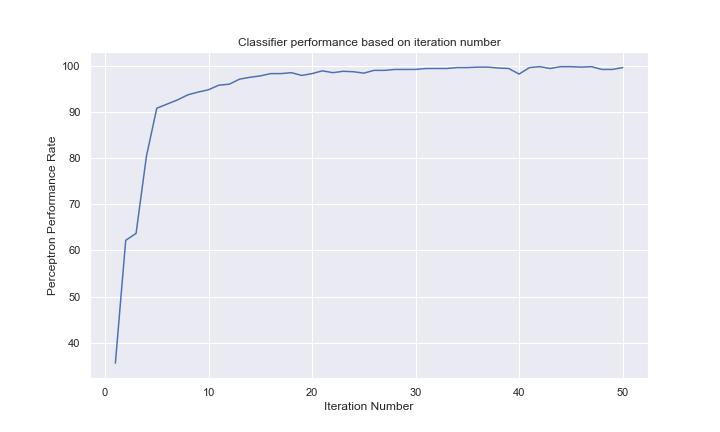 Classifier performance based on iteration number
100
90
80
70
60
50
40
Perceptron Performance Rate
0 10 20 30 40 50
Iteration Number